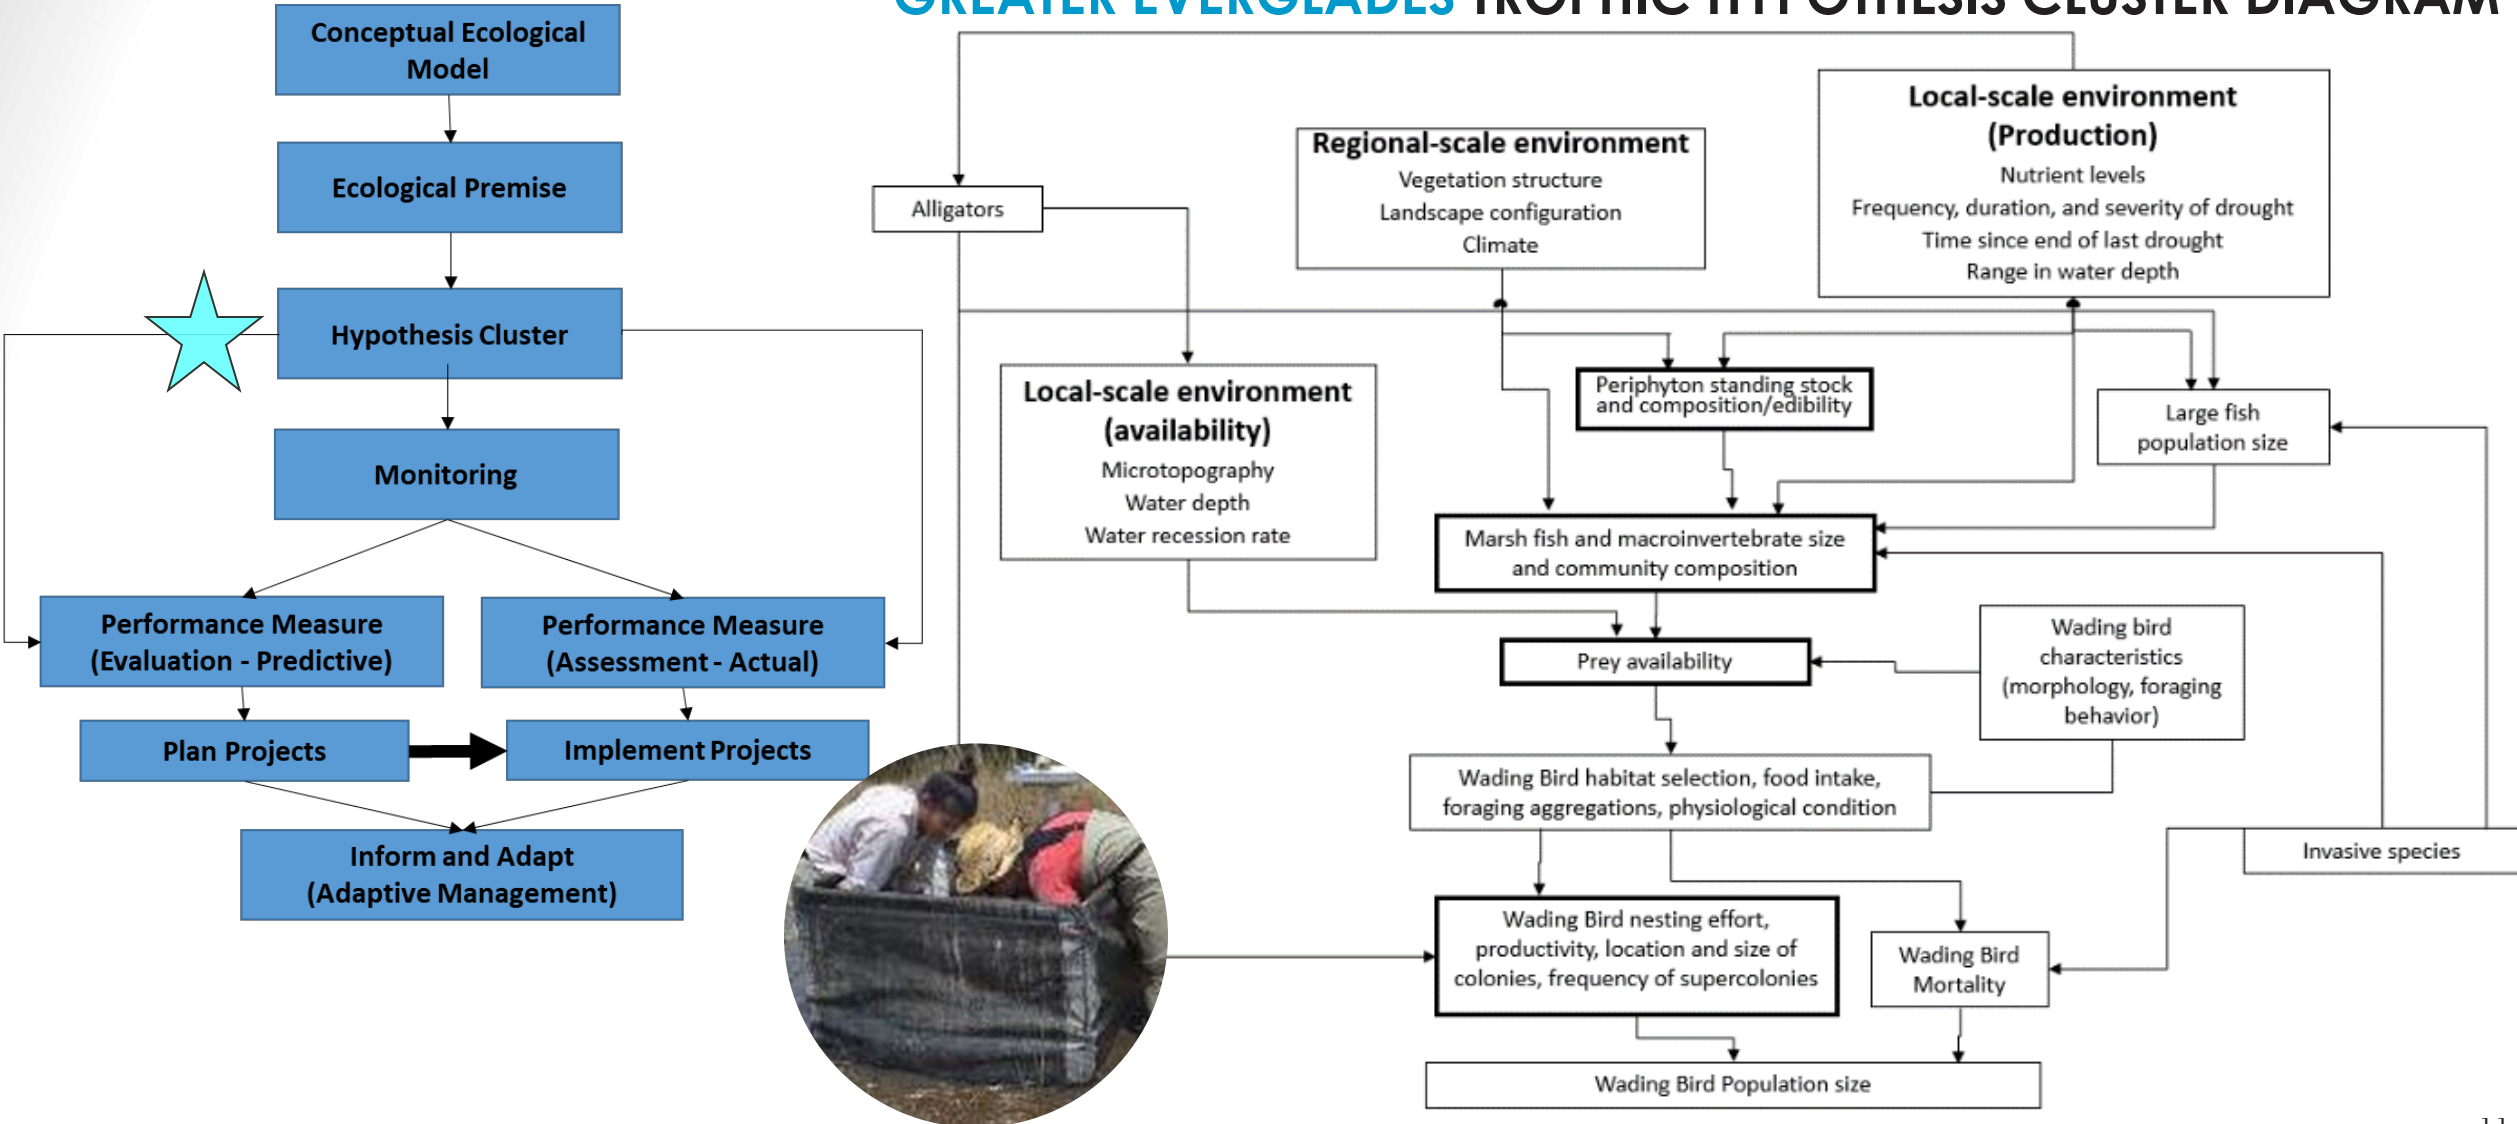 GREATER EVERGLADES TROPHIC HYPOTHESIS CLUSTER DIAGRAM
Conceptual Ecological
Model
Ecological Premise
Hypothesis Cluster
Monitoring
Performance Measure
(Evaluation - Predictive)
Performance Measure
(Assessment - Actual)
Plan Projects
Implement Projects
Inform and Adapt
(Adaptive Management)
Local-scale environment
(Production)
Nutrient levels
Frequency, duration, and severity of drought
Time since end of last drought
Range in water depth
Regional-scale environment
Vegetation structure
Landscape configuration
Climate
Alligators
Local-scale environment
(availability)
Microtopography
Water depth
Water recession rate
Periphyton standing stock
and composition/edibility
Large fish
population size
Marsh fish and macroinvertebrate size
and community composition
Prey availability
Wading bird
characteristics
(morphology, foraging
behavior)
Wading Bird habitat selection, food intake,
foraging aggregations, physiological condition
Invasive species
Wading Bird nesting effort,
productivity, location and size of
colonies, frequency of supercolonies
Wading Bird
Mortality
Wading Bird Population size